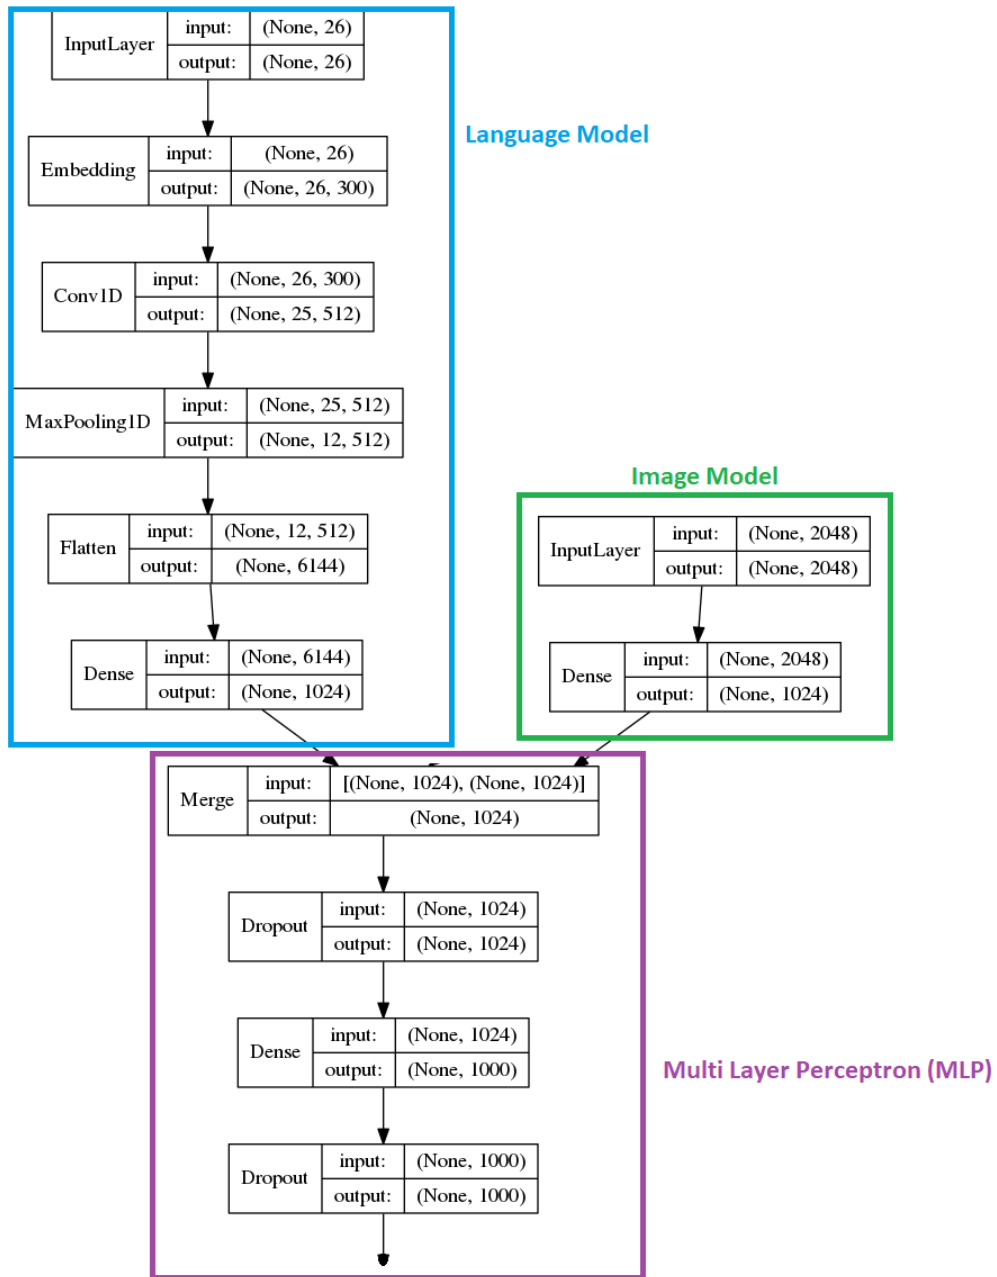 InputLayer
input: (None, 26)
output: (None, 26)
Language Model
Embedding
input: (None, 26)
output: (None, 26, 300)
Conv1D
input: (None, 26, 300)
output: (None, 25, 512)
MaxPooling1D
input: (None, 25, 512)
output: (None, 12, 512)
Flatten
input: (None, 12, 512)
output: (None, 6144)
Dense
input: (None, 6144)
output: (None, 1024)
Image Model
InputLayer
input: (None, 2048)
output: (None, 2048)
Dense
input: (None, 2048)
output: (None, 1024)
Merge
input: [(None, 1024), (None, 1024)]
output: (None, 1024)
Dropout
input: (None, 1024)
output: (None, 1024)
Dense
input: (None, 1024)
output: (None, 1000)
Multi Layer Perceptron (MLP)
Dropout
input: (None, 1000)
output: (None, 1000)